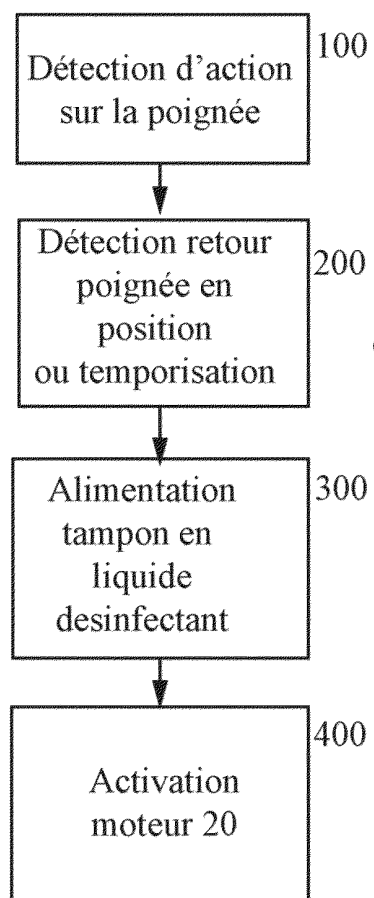 Détection d'action
sur la poignée
100
Détection retour
poignée en
position
ou temporisation
200
Alimentation
tampon en
liquide
desinfectant
300
Activation
moteur 20
400